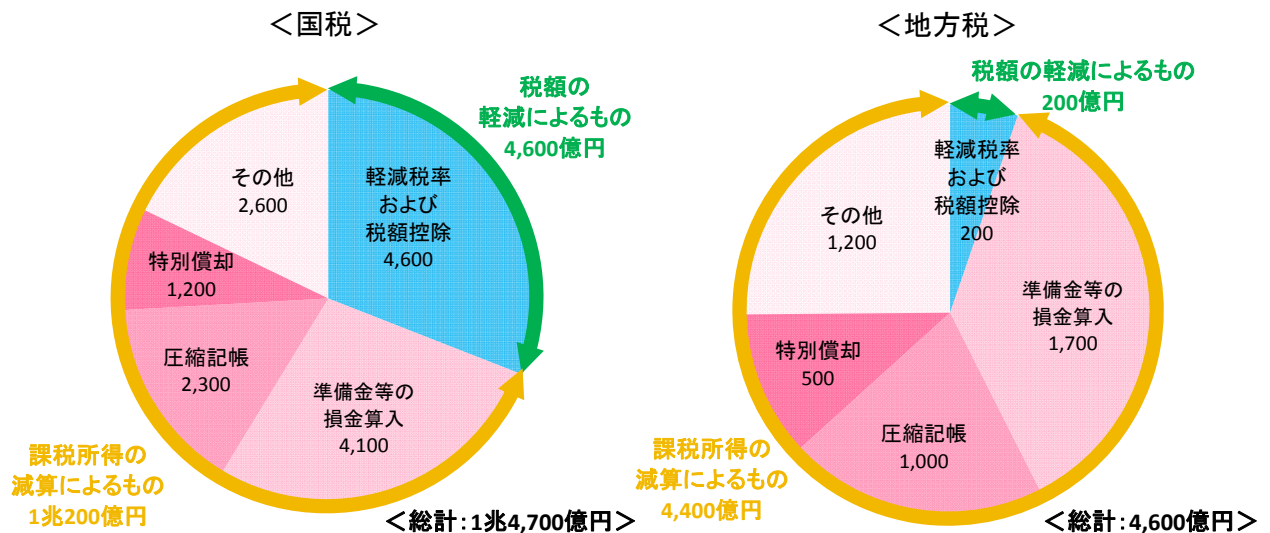 ＜国税＞
税額の
軽減によるもの
4,600億円
軽減税率
および
税額控除
4,600
準備金等の
損金算入
4,100
圧縮記帳
2,300
特別償却
1,200
その他
2,600
課税所得の
減算によるもの
1兆200億円
＜総計：1兆4,700億円＞
＜地方税＞
税額の軽減によるもの
200億円
軽減税率
および
税額控除
200
準備金等の
損金算入
1,700
圧縮記帳
1,000
特別償却
500
その他
1,200
課税所得の
減算によるもの
4,400億円
＜総計：4,600億円＞